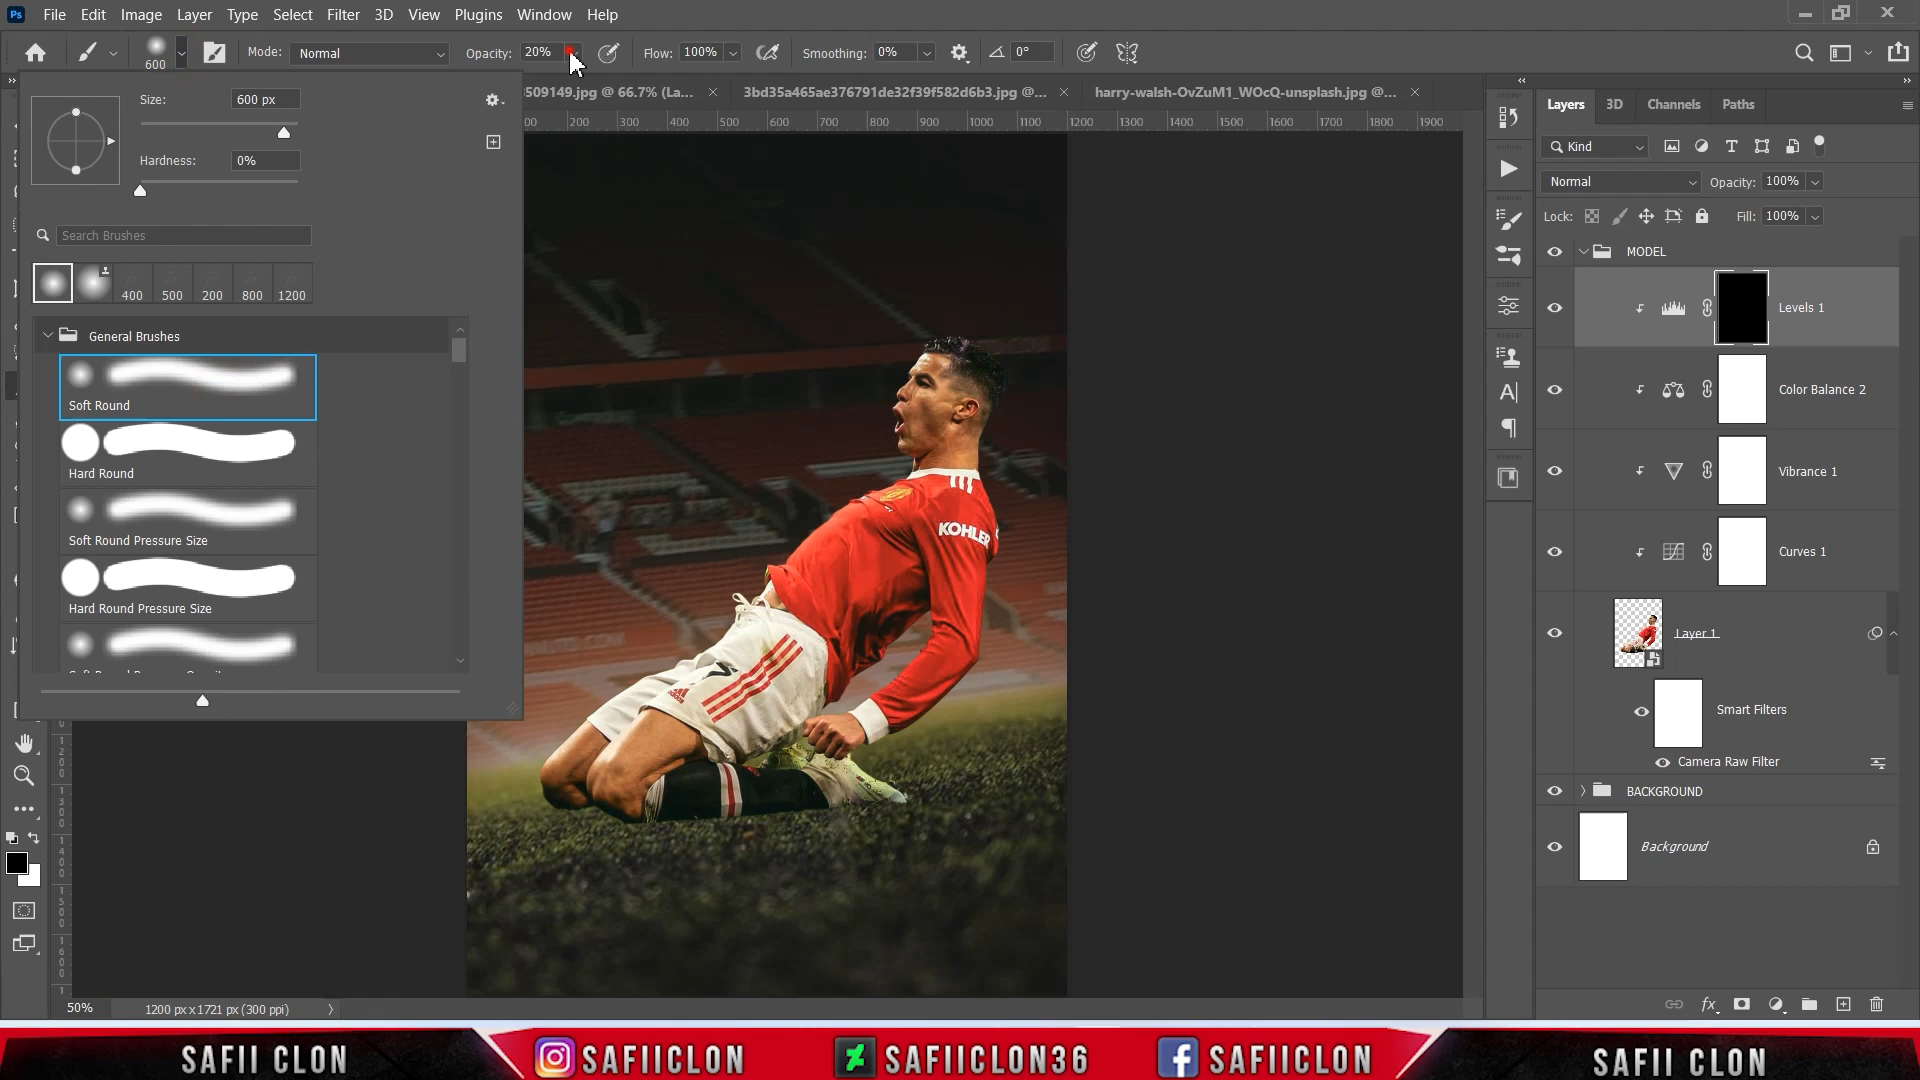 File Edit Image Layer Type Select Filter 3D View Plugins Window Help
600 Mode: Normal Opacity: 20% Flow: 100% Smoothing: 0% 0°
509149.jpg @ 66.7% (La... 3bd35a465ae376791de32f39f582d6b3.jpg @... harry-walsh-OvZuM1_WOcQ-unsplash.jpg @...
200 300 400 500 600 700 800 900 1000 1100 1200 1300 1400 1500 1600 1700 1800 1900
Size: 600 px
Hardness: 0%
Search Brushes
400 500 200 800 1200
General Brushes
Soft Round
Hard Round
Soft Round Pressure Size
Hard Round Pressure Size
KOHLER
adidas
7
Layers 3D Channels Paths
Kind
Normal Opacity: 100%
Lock: Fill: 100%
MODEL
Levels 1
Color Balance 2
Vibrance 1
Curves 1
Layer 1
Smart Filters
Camera Raw Filter
BACKGROUND
Background
50% 1200 px x 1721 px (300 ppi)
SAFII CLON SAFIICLON SAFIICLON36 SAFIICLON SAFII CLON